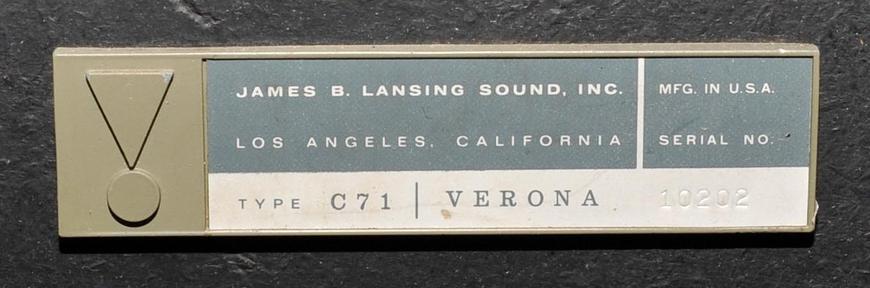 JAMES B. LANSING SOUND, INC.
LOS ANGELES, CALIFORNIA
MFG. IN U.S.A.
SERIAL NO.
TYPE C71 | VERONA
10202